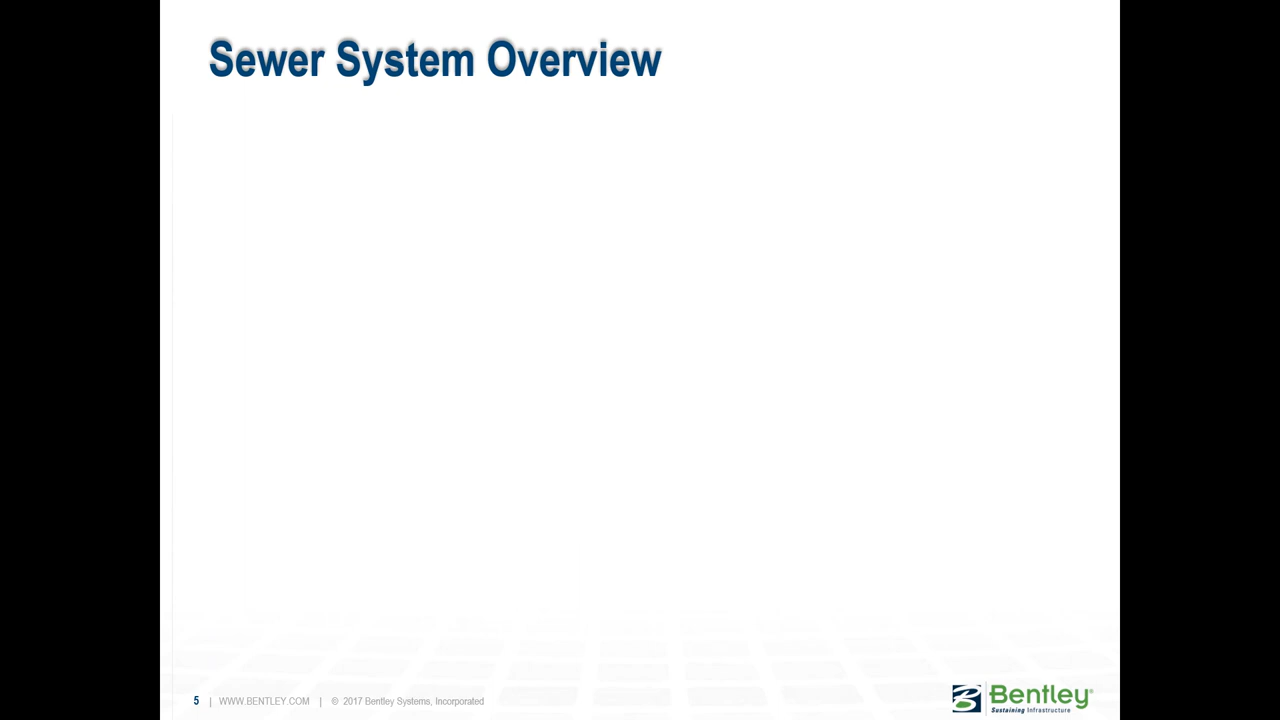 Sewer System Overview
5 | WWW.BENTLEY.COM | © 2017 Bentley Systems, Incorporated
Bentley®
Sustaining Infrastructure